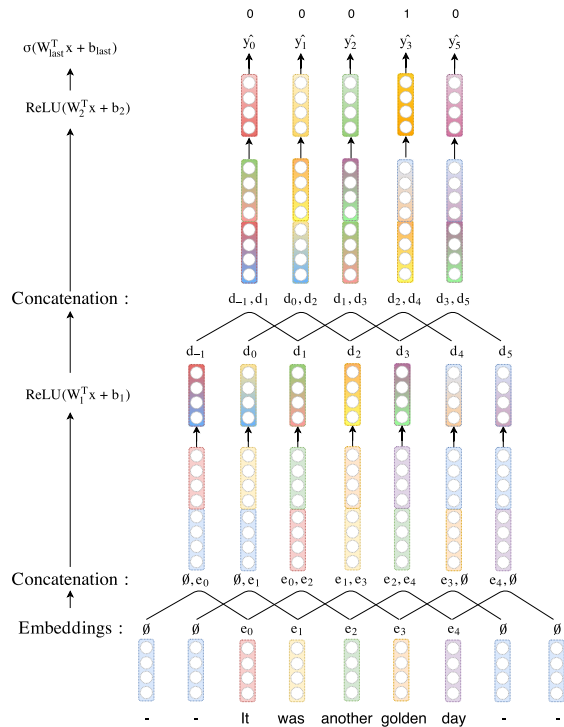 0 0 0 1 0
σ(W_last^T x + b_last) ŷ_0 ŷ_1 ŷ_2 ŷ_3 ŷ_5
ReLU(W_2^T x + b_2)
Concatenation : d_−1, d_1 d_0, d_2 d_1, d_3 d_2, d_4 d_3, d_5
d_−1 d_0 d_1 d_2 d_3 d_4 d_5
ReLU(W_1^T x + b_1)
Concatenation : Ø, e_0 Ø, e_1 e_0, e_2 e_1, e_3 e_2, e_4 e_3, Ø e_4, Ø
Embeddings : Ø Ø e_0 e_1 e_2 e_3 e_4 Ø Ø
- - It was another golden day - -